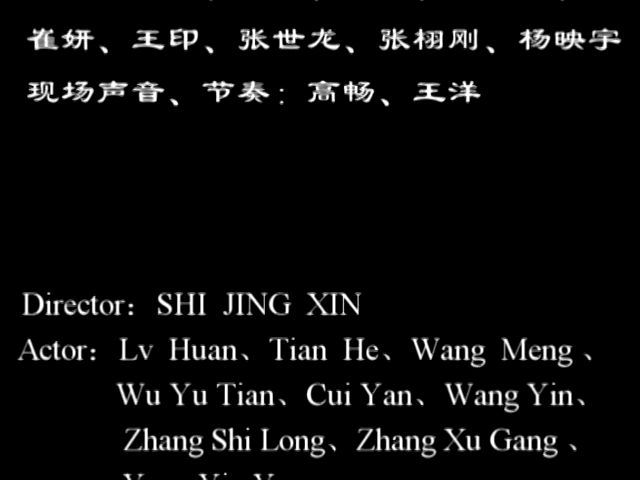 崔妍、王印、张世龙、张栩刚、杨映宇
现场声音、节奏：高畅、王洋
Director：SHI JING XIN
Actor：Lv Huan、Tian He、Wang Meng、
Wu Yu Tian、Cui Yan、Wang Yin、
Zhang Shi Long、Zhang Xu Gang、